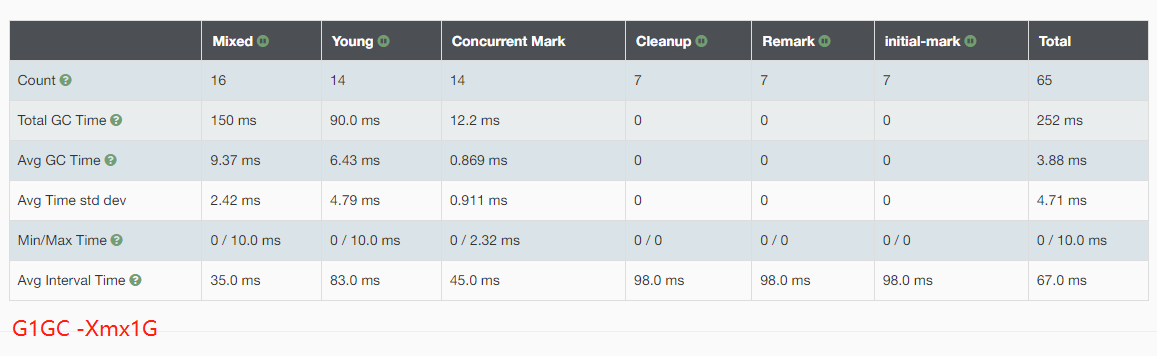 Mixed Young Concurrent Mark Cleanup Remark initial-mark Total
Count 16 14 14 7 7 7 65
Total GC Time 150 ms 90.0 ms 12.2 ms 0 0 0 252 ms
Avg GC Time 9.37 ms 6.43 ms 0.869 ms 0 0 0 3.88 ms
Avg Time std dev 2.42 ms 4.79 ms 0.911 ms 0 0 0 4.71 ms
Min/Max Time 0 / 10.0 ms 0 / 10.0 ms 0 / 2.32 ms 0 / 0 0 / 0 0 / 0 0 / 10.0 ms
Avg Interval Time 35.0 ms 83.0 ms 45.0 ms 98.0 ms 98.0 ms 98.0 ms 67.0 ms
G1GC -Xmx1G